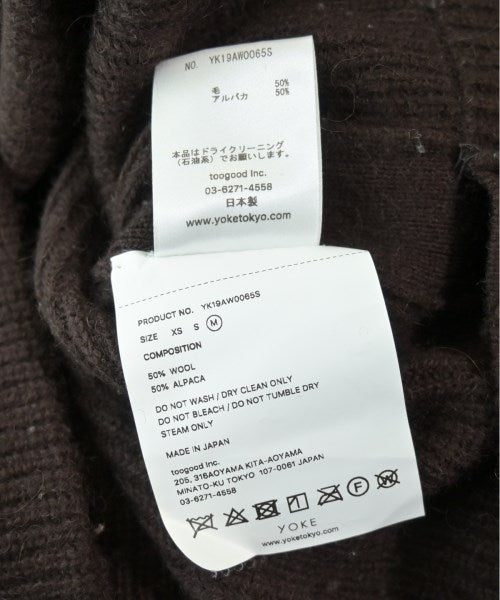 NO. YK19AW0065S
毛 50%
アルパカ 50%
本品はドライクリーニング
(石油系)でお願いします。
toogood Inc.
03-6271-4558
日本製
www.yoketokyo.com
PRODUCT NO. YK19AW0065S
SIZE XS S M
COMPOSITION
50% WOOL
50% ALPACA
DO NOT WASH / DRY CLEAN ONLY
DO NOT BLEACH / DO NOT TUMBLE DRY
STEAM ONLY
MADE IN JAPAN
toogood Inc.
205, 316AOYAMA KITA-AOYAMA
MINATO-KU TOKYO 107-0061 JAPAN
03-6271-4558
F W
YOKE
www.yoketokyo.com